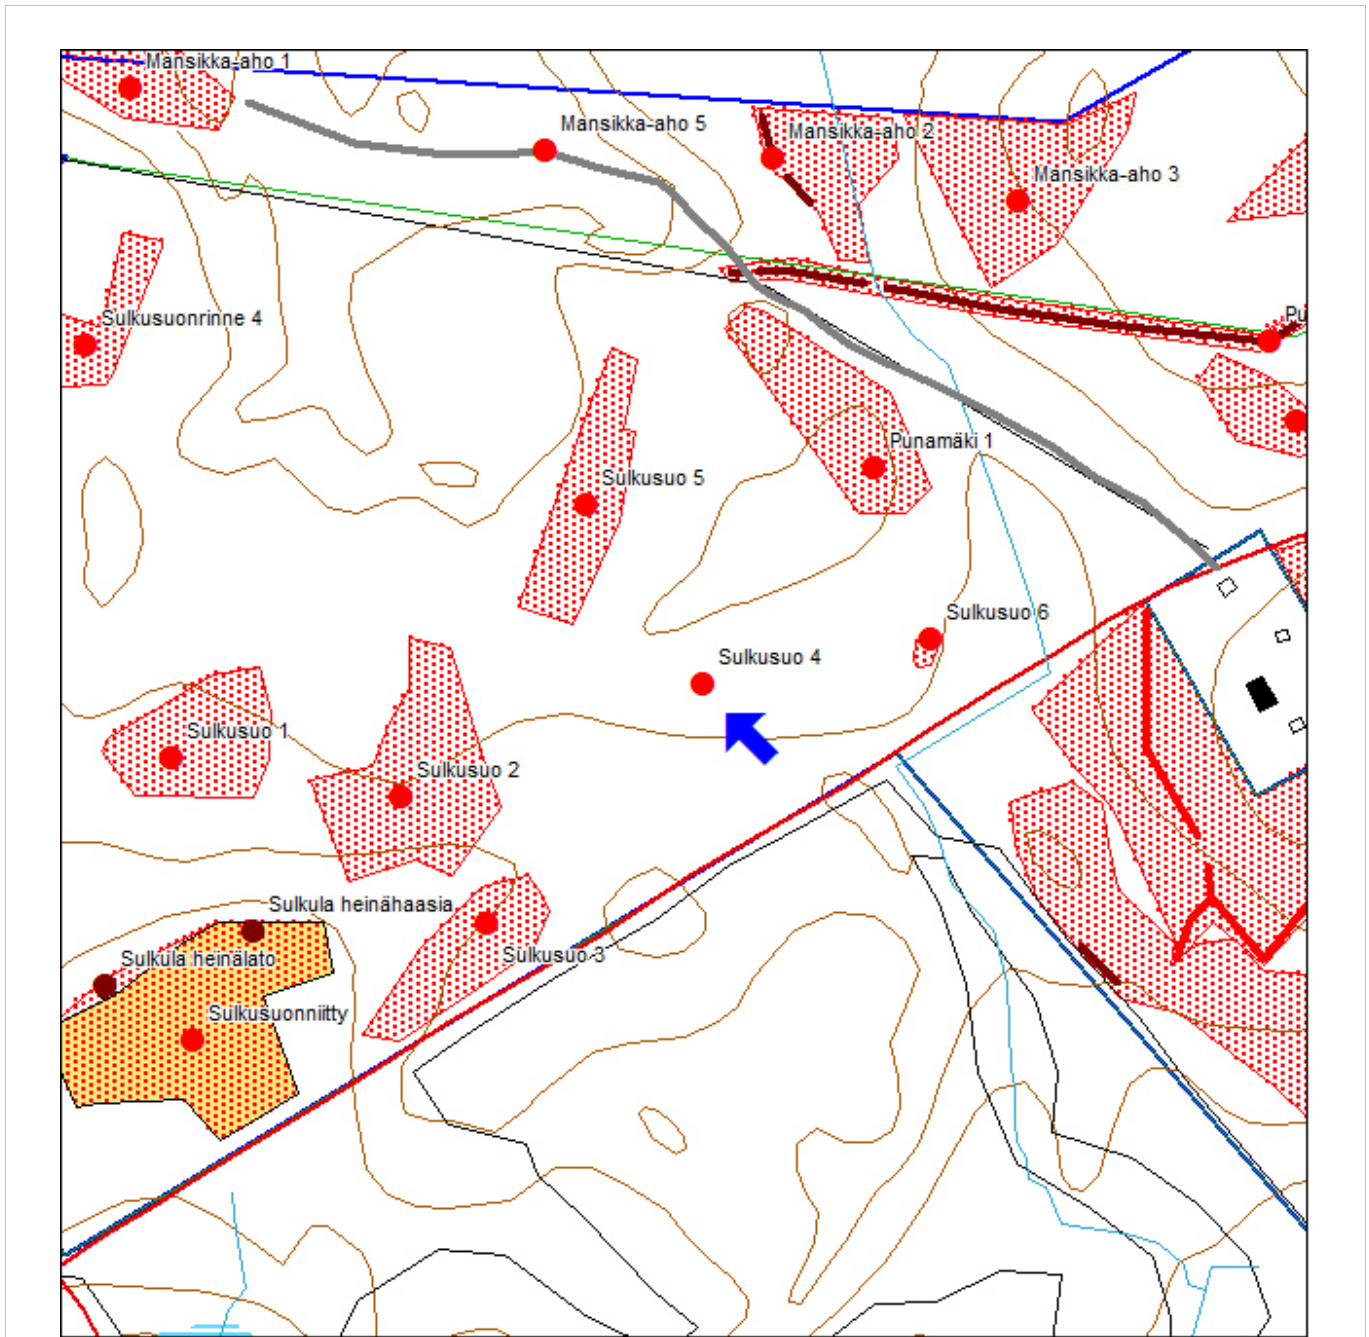 Mansikka-aho 1
Mansikka-aho 5
Mansikka-aho 2
Mansikka-aho 3
Sulkusuonrinne 4
Pu
Punamäki 1
Sulkusuo 5
Sulkusuo 6
Sulkusuo 4
Sulkusuo 1
Sulkusuo 2
Sulkula heinähaasia
Sulkusuo 3
Sulkula heinälato
Sulkusuonniitty